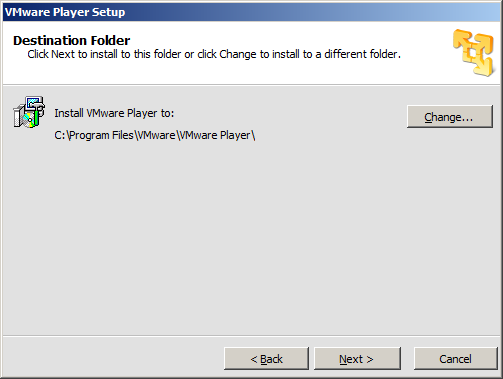 VMware Player Setup
Destination Folder
Click Next to install to this folder or click Change to install to a different folder.
Install VMware Player to:
Change...
C:\Program Files\VMware\VMware Player\
< Back
Next >
Cancel